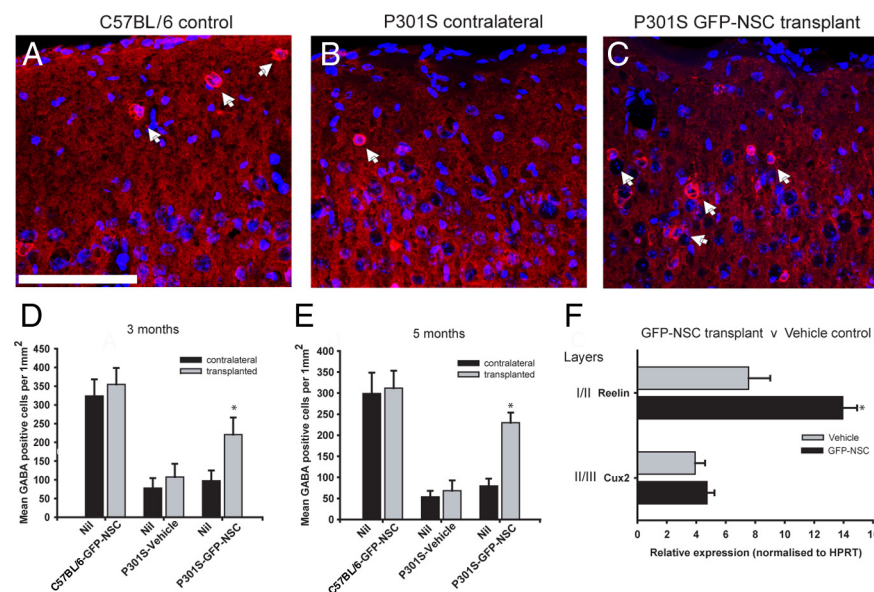 C57BL/6 control
P301S contralateral
P301S GFP-NSC transplant
A
B
C
D
3 months
Mean GABA positive cells per 1mm²
450
400
350
300
250
200
150
100
50
0
contralateral
transplanted
*
Nil
C57BL/6-GFP-NSC
Nil
P301S-Vehicle
Nil
P301S-GFP-NSC
E
5 months
Mean GABA positive cells per 1mm²
400
350
300
250
200
150
100
50
0
contralateral
transplanted
*
Nil
C57BL/6-GFP-NSC
Nil
P301S-Vehicle
Nil
P301S-GFP-NSC
F
GFP-NSC transplant v Vehicle control
Layers
I/II Reelin
*
Vehicle
GFP-NSC
II/III Cux2
0 2 4 6 8 10 12 14 16
Relative expression (normalised to HPRT)